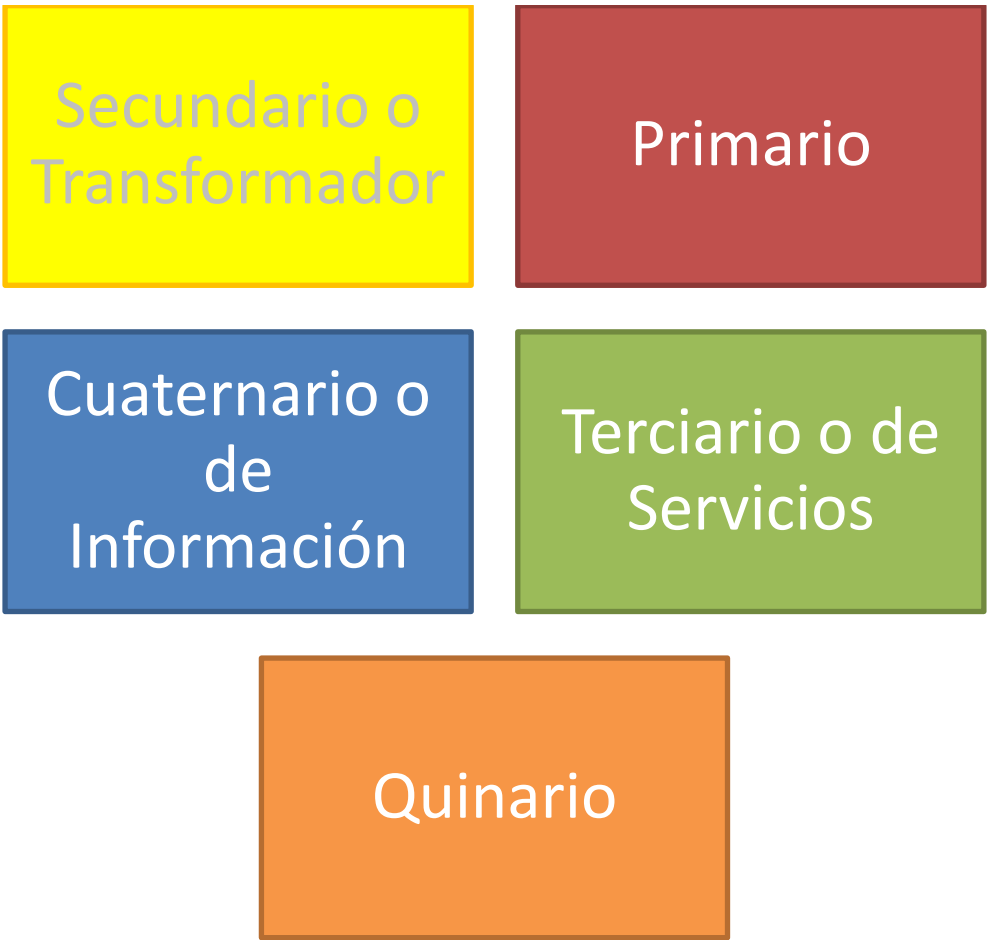 Secundario o
Transformador
Primario
Cuaternario o
de
Información
Terciario o de
Servicios
Quinario